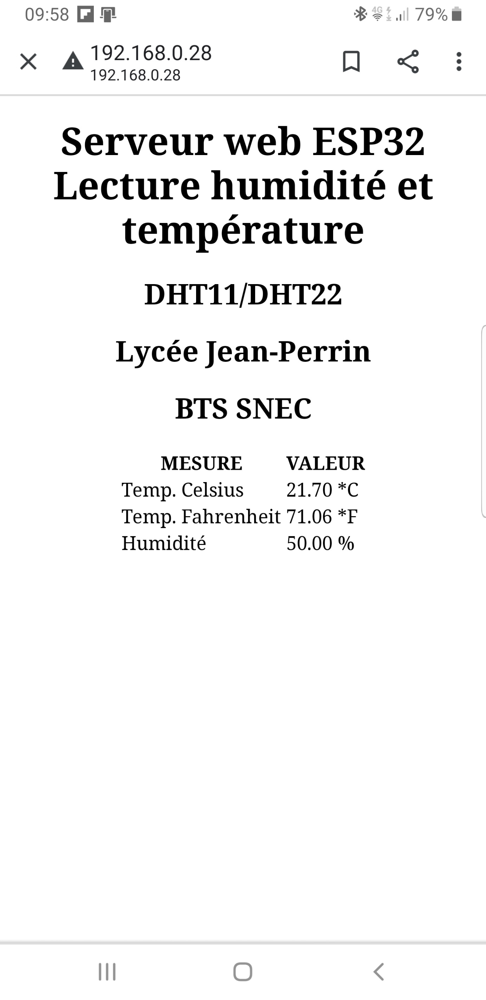 09:58 79%
192.168.0.28
192.168.0.28
Serveur web ESP32
Lecture humidité et
température
DHT11/DHT22
Lycée Jean-Perrin
BTS SNEC
MESURE VALEUR
Temp. Celsius 21.70 *C
Temp. Fahrenheit 71.06 *F
Humidité 50.00 %